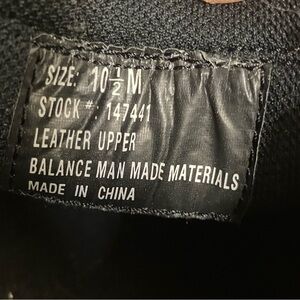 SIZE: 10 1/2 M
STOCK #: 147441
LEATHER UPPER
BALANCE MAN MADE MATERIALS
MADE IN CHINA